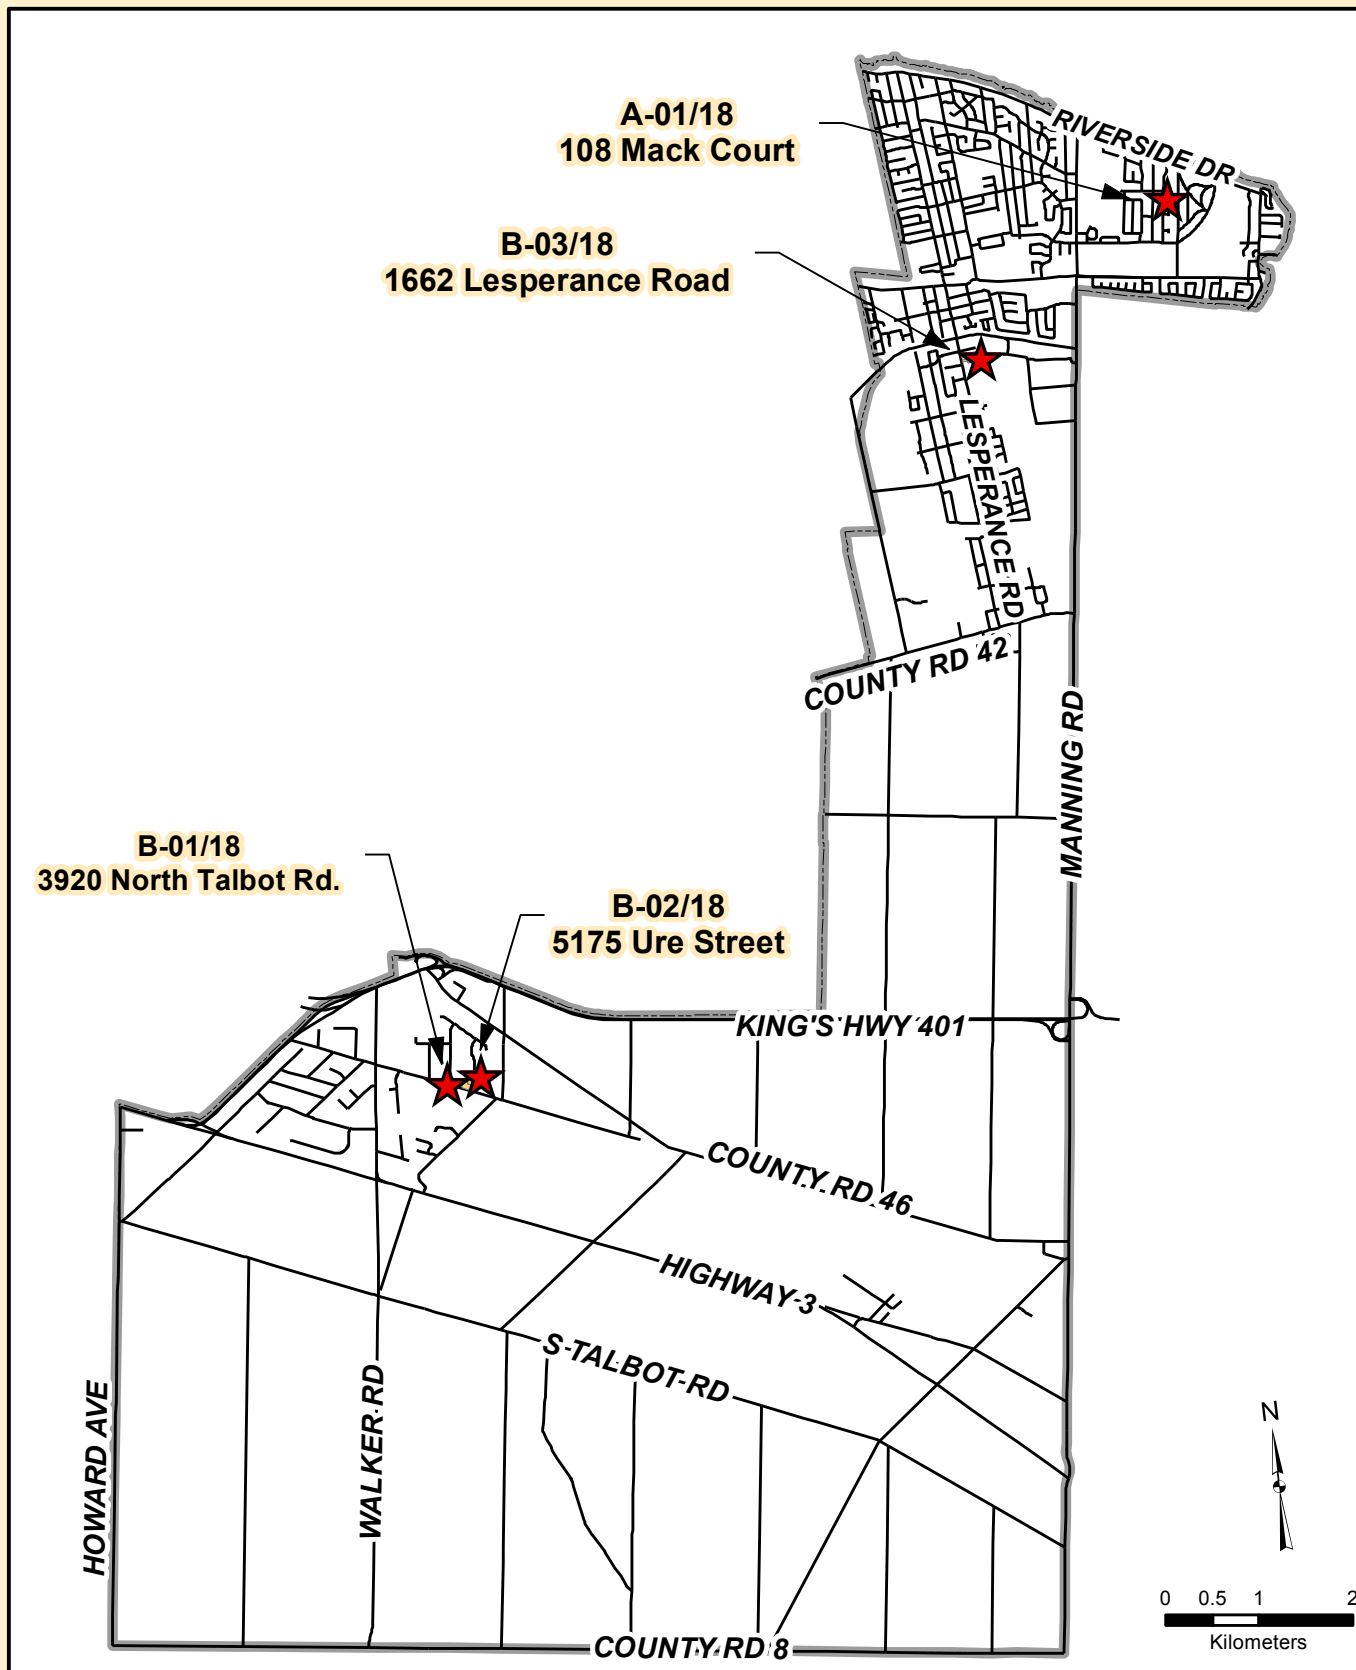 A-01/18
108 Mack Court
RIVERSIDE DR
B-03/18
1662 Lesperance Road
LESPERANCE RD
COUNTY RD 42
MANNING RD
B-01/18
3920 North Talbot Rd.
B-02/18
5175 Ure Street
KING'S HWY 401
COUNTY RD 46
HIGHWAY 3
S TALBOT RD
HOWARD AVE
WALKER RD
COUNTY RD 8
N
0 0.5 1 2
Kilometers